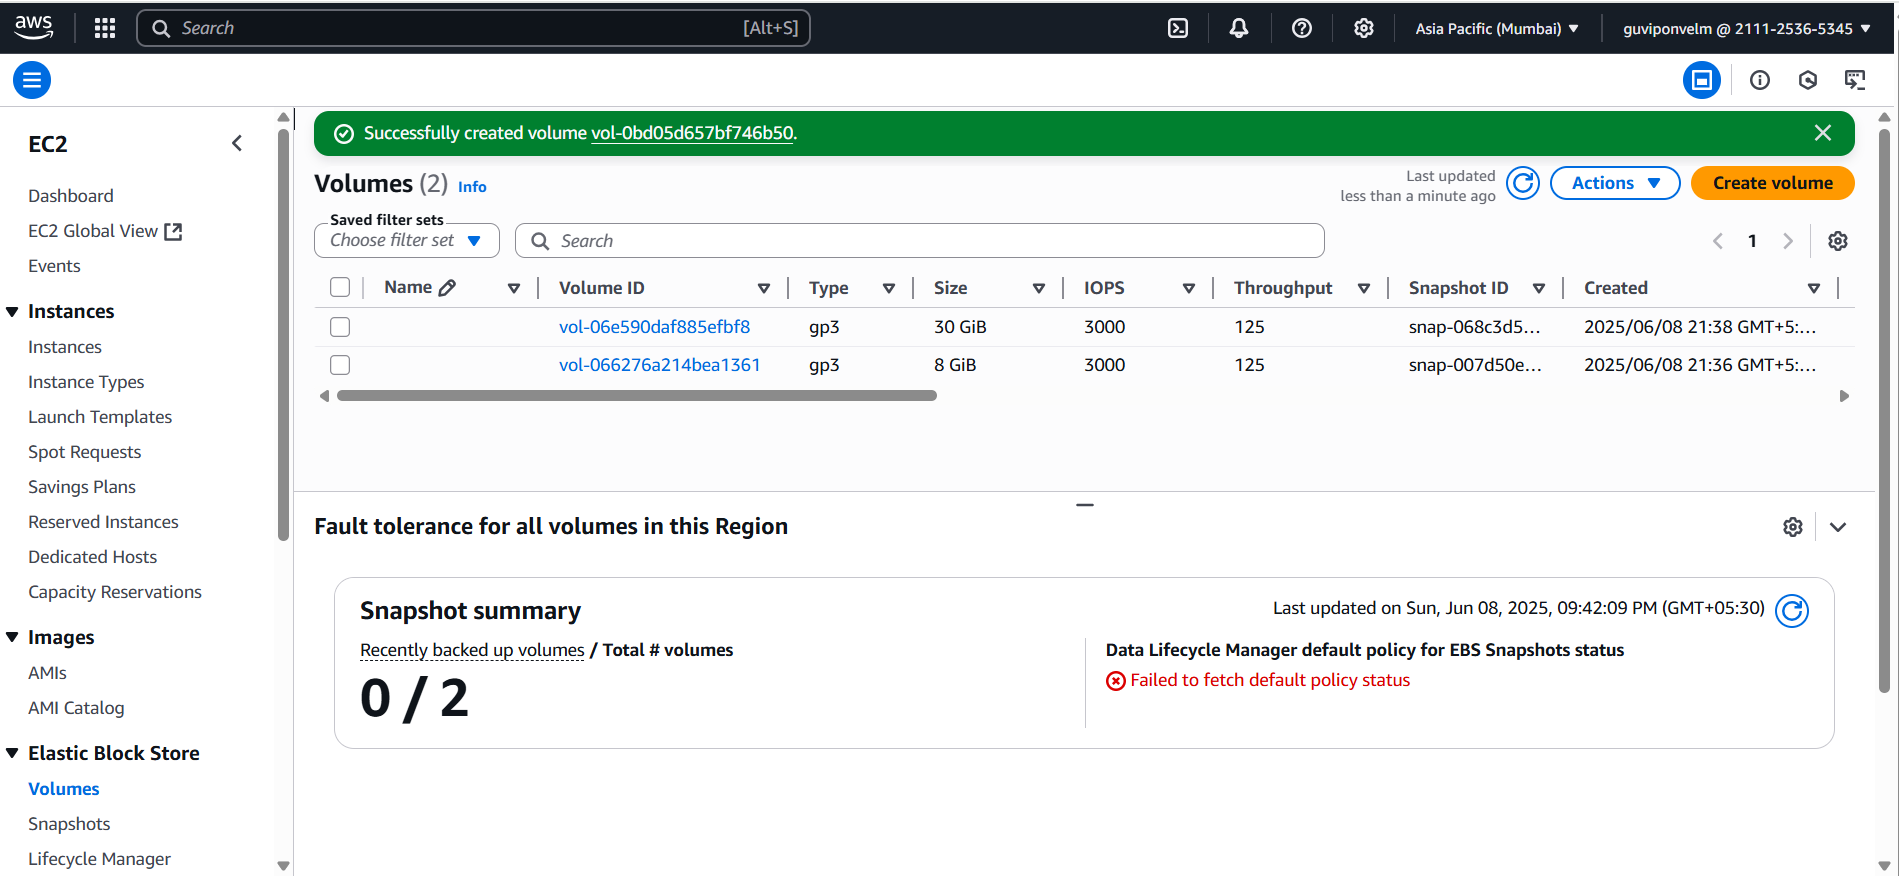 aws
Search [Alt+S]
Asia Pacific (Mumbai)
guviponvelm @ 2111-2536-5345
EC2
Dashboard
EC2 Global View
Events
Instances
Instances
Instance Types
Launch Templates
Spot Requests
Savings Plans
Reserved Instances
Dedicated Hosts
Capacity Reservations
Images
AMIs
AMI Catalog
Elastic Block Store
Volumes
Snapshots
Lifecycle Manager
Successfully created volume vol-0bd05d657bf746b50.
Volumes (2) Info
Last updated
less than a minute ago
Actions
Create volume
Saved filter sets
Choose filter set
Search
1
Name Volume ID Type Size IOPS Throughput Snapshot ID Created
vol-06e590daf885efbf8 gp3 30 GiB 3000 125 snap-068c3d5... 2025/06/08 21:38 GMT+5:...
vol-066276a214bea1361 gp3 8 GiB 3000 125 snap-007d50e... 2025/06/08 21:36 GMT+5:...
Fault tolerance for all volumes in this Region
Snapshot summary
Last updated on Sun, Jun 08, 2025, 09:42:09 PM (GMT+05:30)
Recently backed up volumes / Total # volumes
0 / 2
Data Lifecycle Manager default policy for EBS Snapshots status
Failed to fetch default policy status